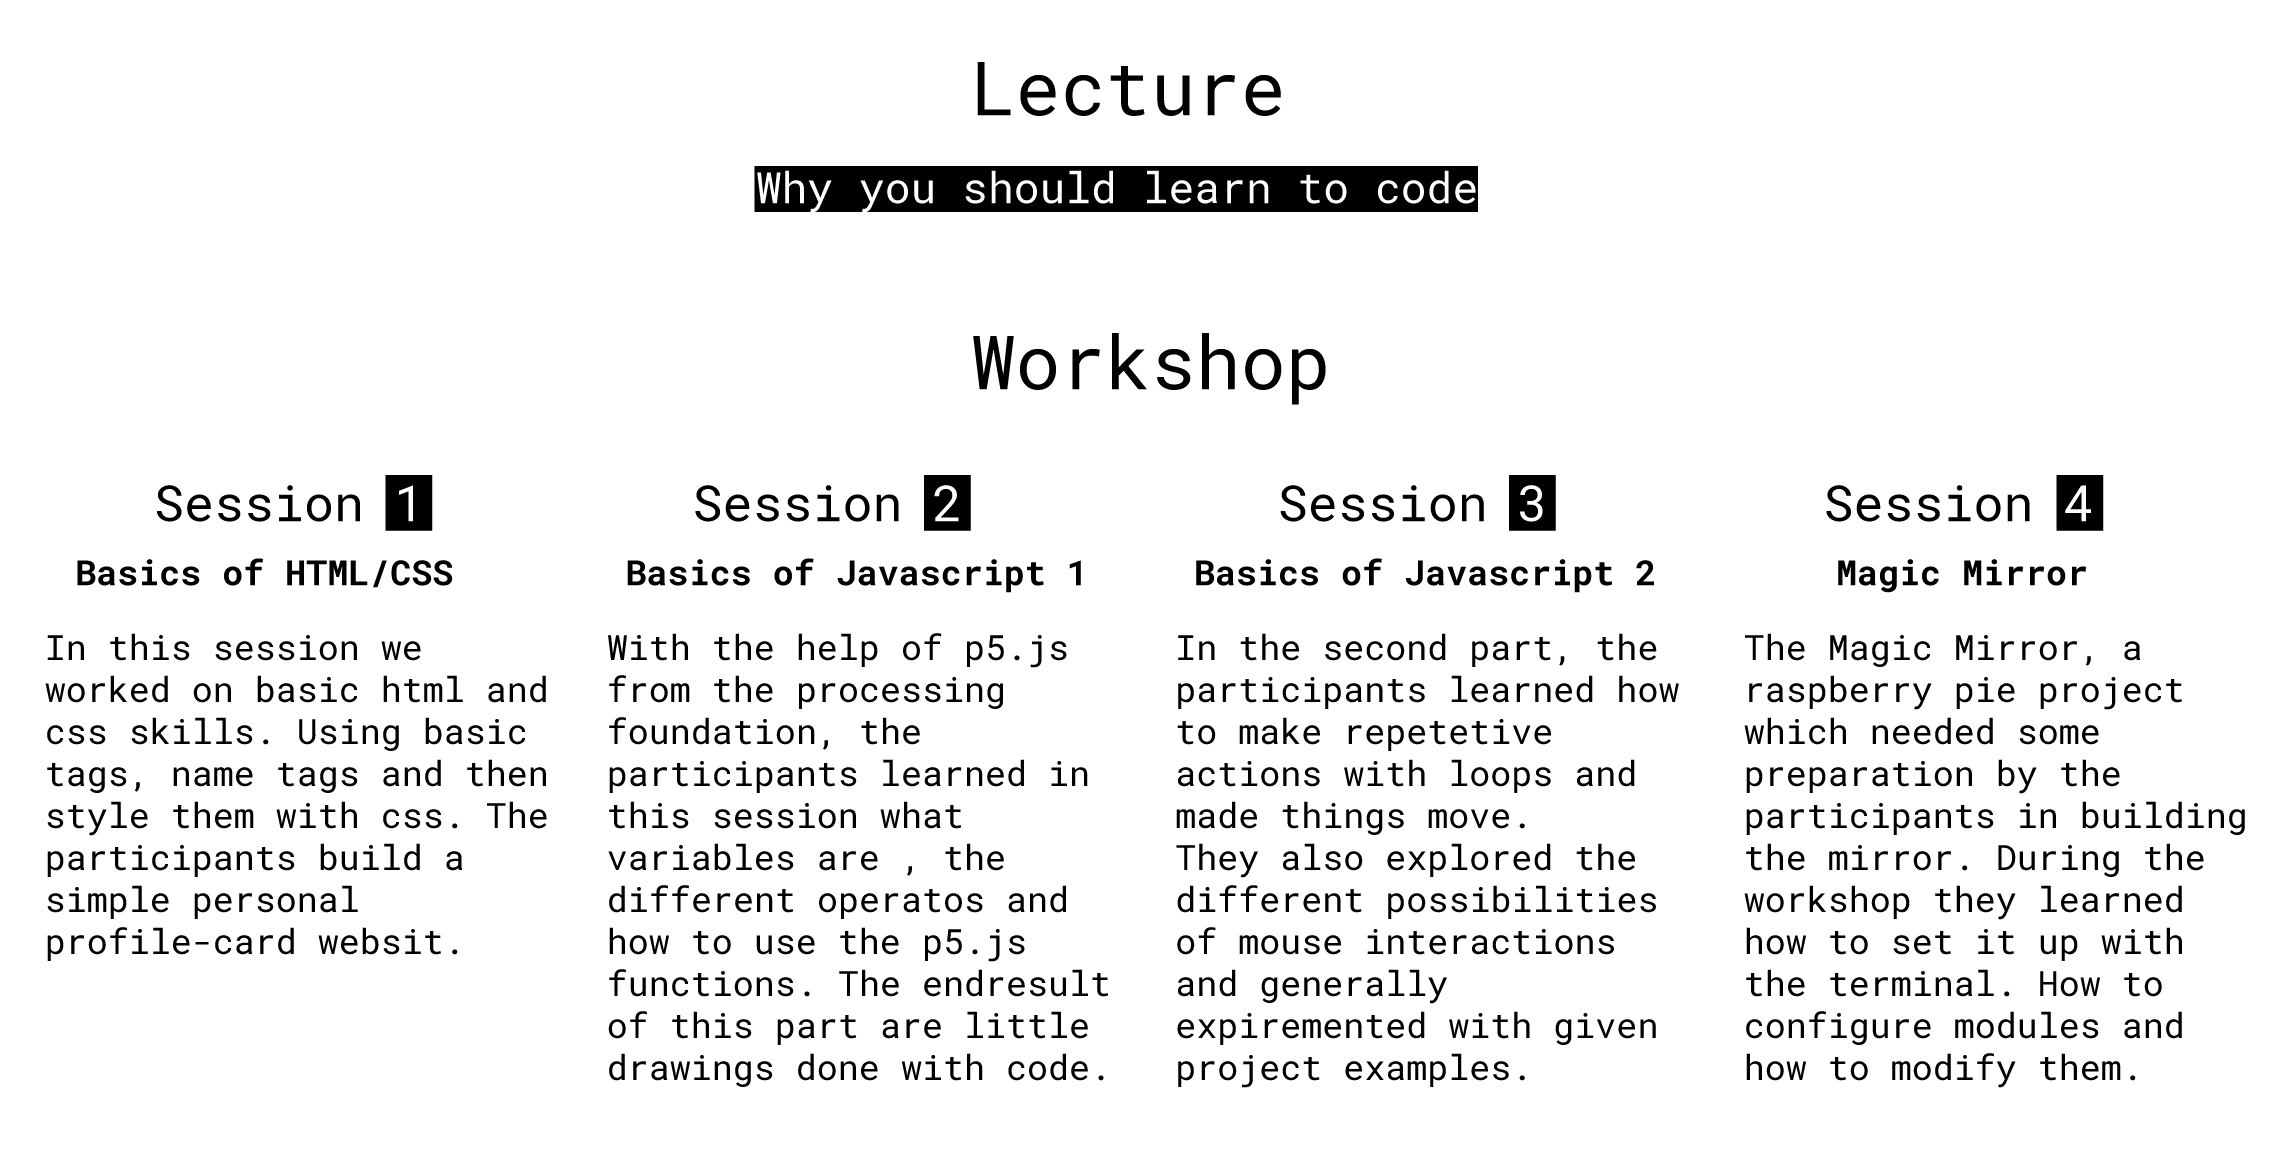 Lecture
Why you should learn to code
Workshop
Session 1
Basics of HTML/CSS
In this session we
worked on basic html and
css skills. Using basic
tags, name tags and then
style them with css. The
participants build a
simple personal
profile-card websit.
Session 2
Basics of Javascript 1
With the help of p5.js
from the processing
foundation, the
participants learned in
this session what
variables are , the
different operatos and
how to use the p5.js
functions. The endresult
of this part are little
drawings done with code.
Session 3
Basics of Javascript 2
In the second part, the
participants learned how
to make repetetive
actions with loops and
made things move.
They also explored the
different possibilities
of mouse interactions
and generally
expiremented with given
project examples.
Session 4
Magic Mirror
The Magic Mirror, a
raspberry pie project
which needed some
preparation by the
participants in building
the mirror. During the
workshop they learned
how to set it up with
the terminal. How to
configure modules and
how to modify them.